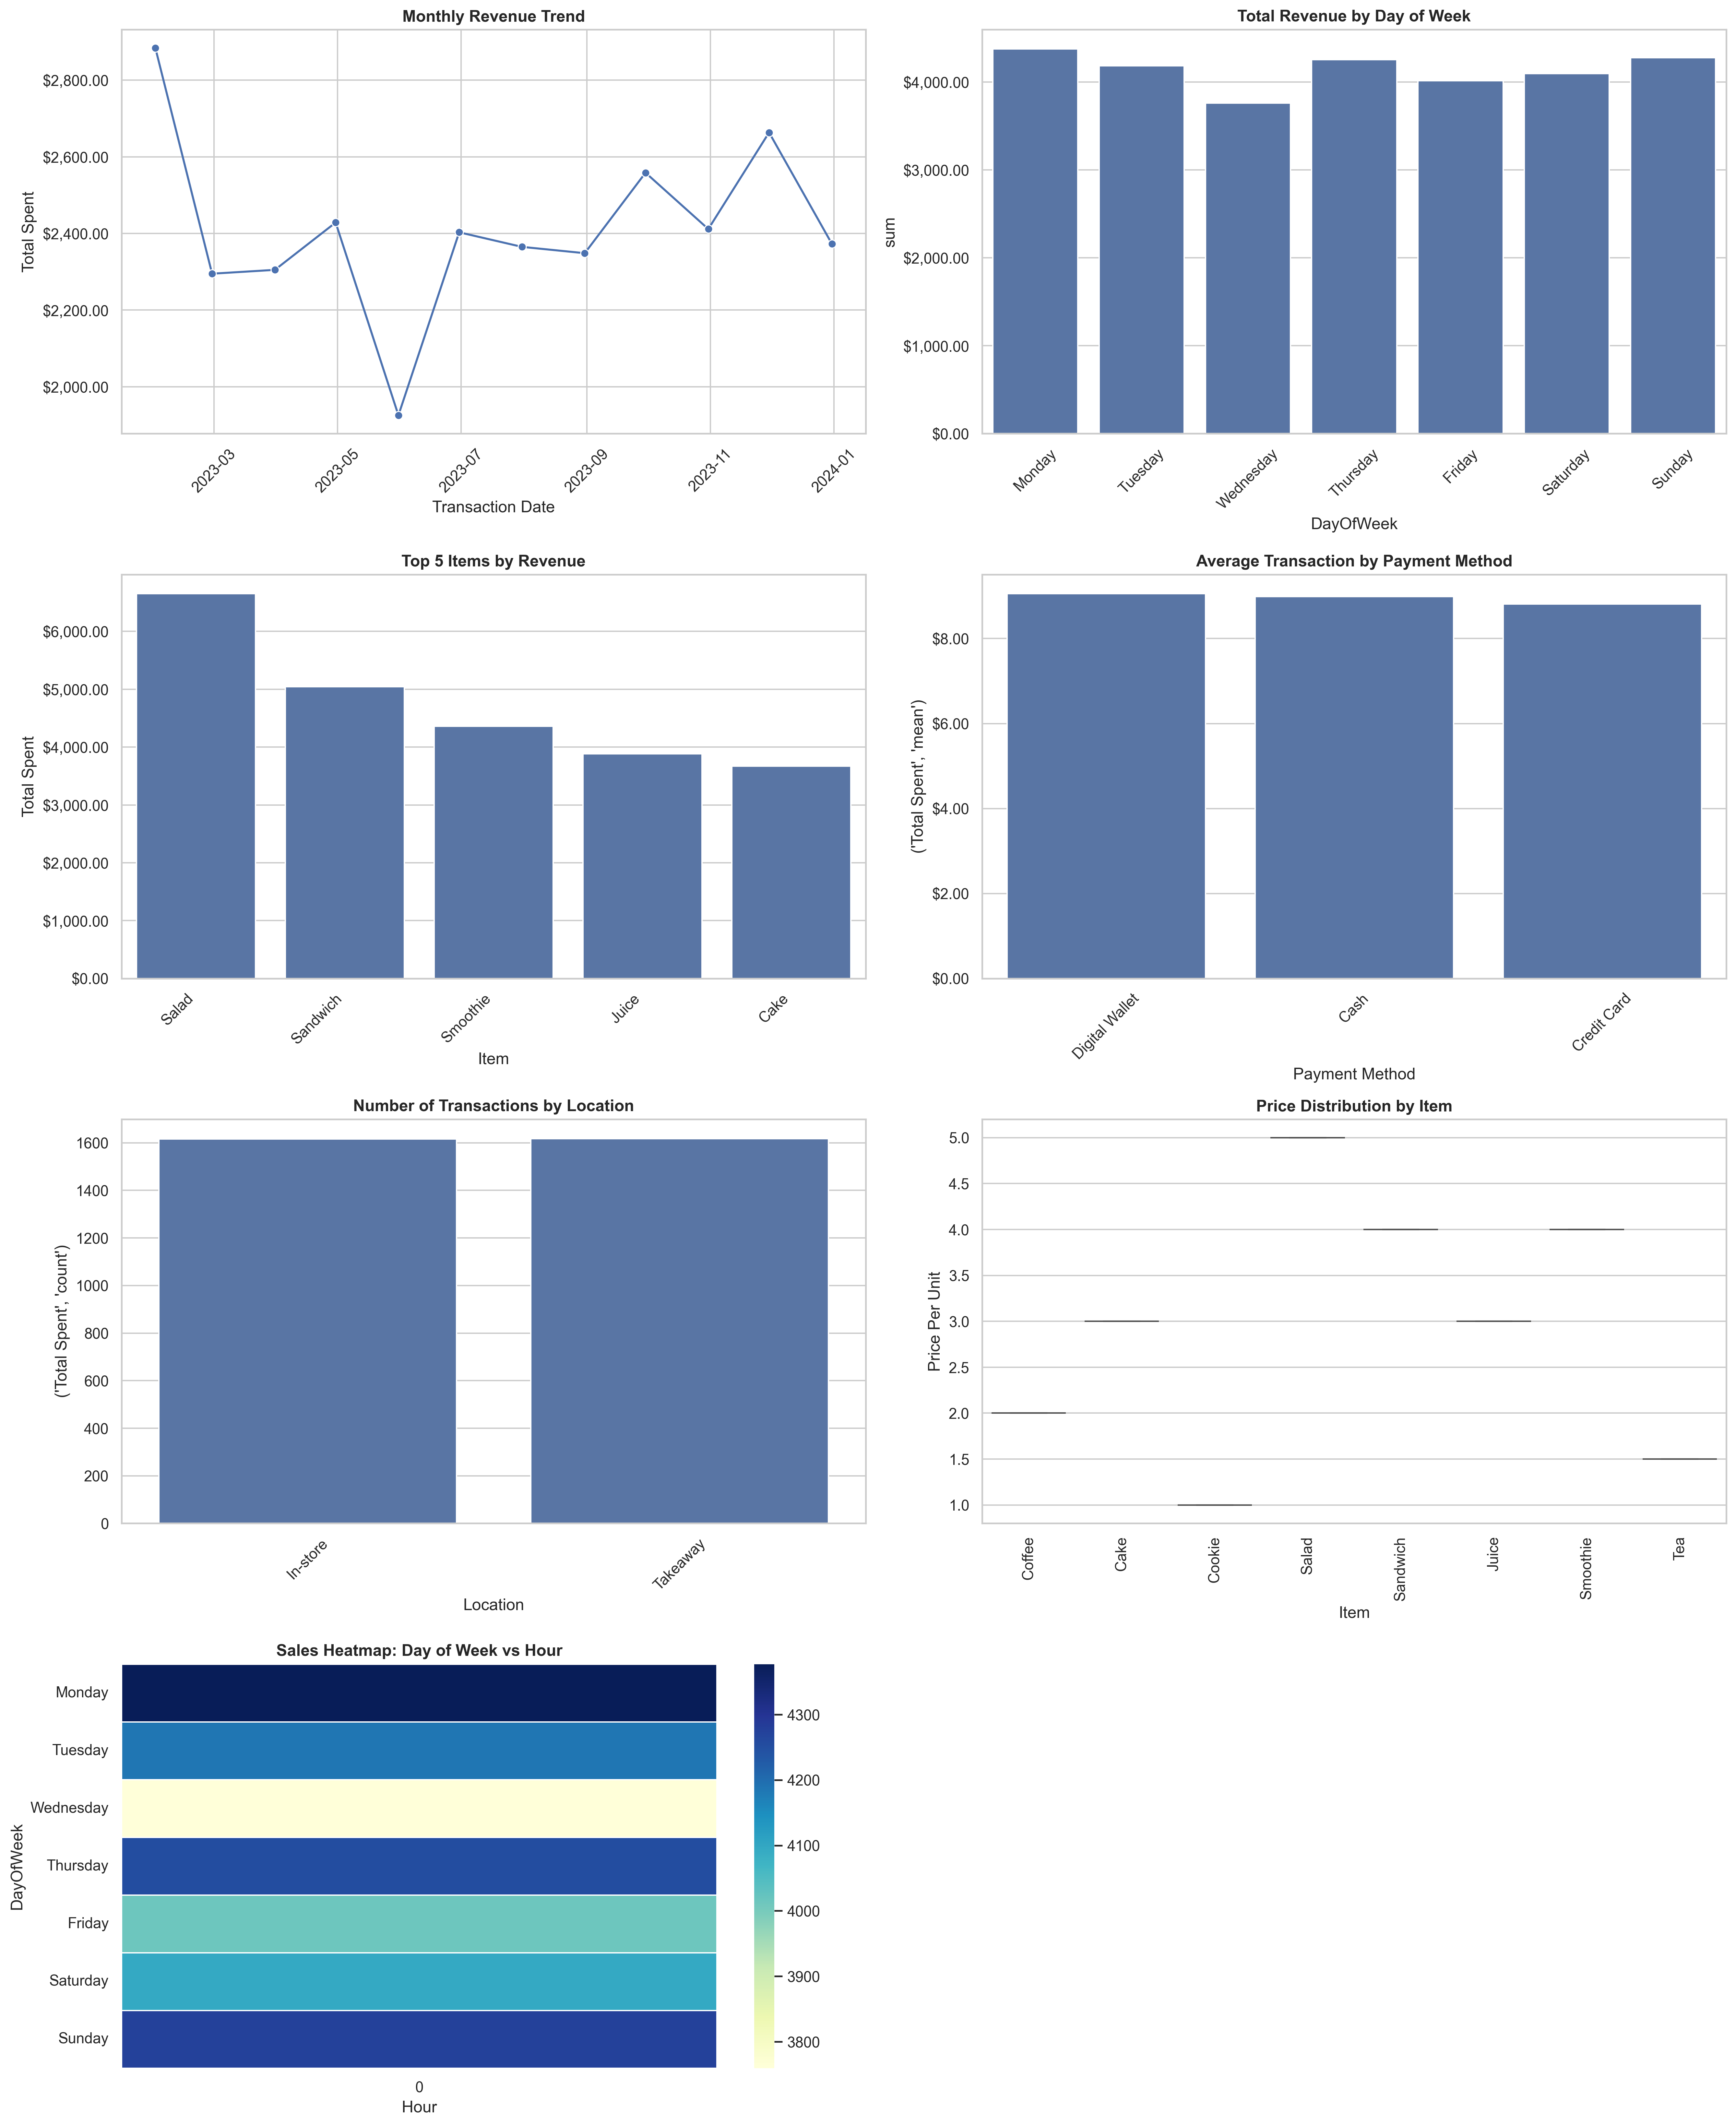 Monthly Revenue Trend
Total Spent
$2,800.00
$2,600.00
$2,400.00
$2,200.00
$2,000.00
2023-03
2023-05
2023-07
2023-09
2023-11
2024-01
Transaction Date
Total Revenue by Day of Week
sum
$4,000.00
$3,000.00
$2,000.00
$1,000.00
$0.00
Monday
Tuesday
Wednesday
Thursday
Friday
Saturday
Sunday
DayOfWeek
Top 5 Items by Revenue
Total Spent
$6,000.00
$5,000.00
$4,000.00
$3,000.00
$2,000.00
$1,000.00
$0.00
Salad
Sandwich
Smoothie
Juice
Cake
Item
Average Transaction by Payment Method
('Total Spent', 'mean')
$8.00
$6.00
$4.00
$2.00
$0.00
Digital Wallet
Cash
Credit Card
Payment Method
Number of Transactions by Location
('Total Spent', 'count')
1600
1400
1200
1000
800
600
400
200
0
In-store
Takeaway
Location
Price Distribution by Item
Price Per Unit
5.0
4.5
4.0
3.5
3.0
2.5
2.0
1.5
1.0
Coffee
Cake
Cookie
Salad
Sandwich
Juice
Smoothie
Tea
Item
Sales Heatmap: Day of Week vs Hour
DayOfWeek
Monday
Tuesday
Wednesday
Thursday
Friday
Saturday
Sunday
0
Hour
4300
4200
4100
4000
3900
3800